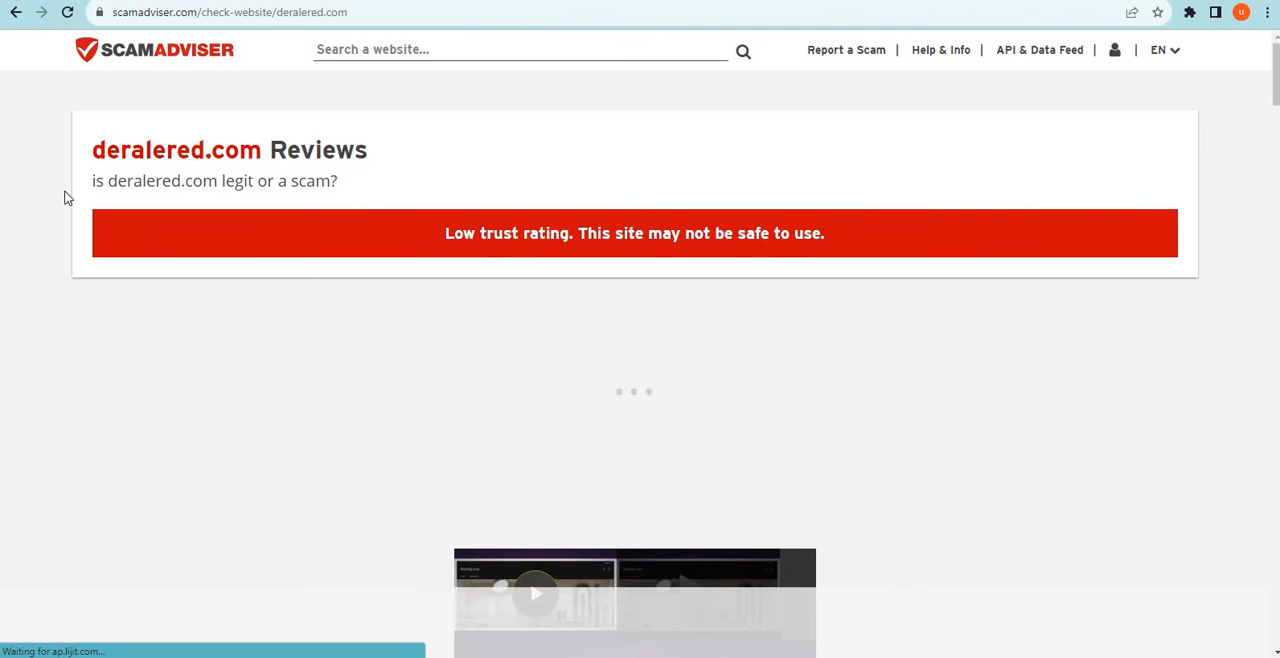 scamadviser.com/check-website/deralered.com
u
SCAMADVISER
Search a website...
Report a Scam | Help & Info | API & Data Feed | | EN
deralered.com Reviews
is deralered.com legit or a scam?
Low trust rating. This site may not be safe to use.
Waiting for ap.lijit.com...